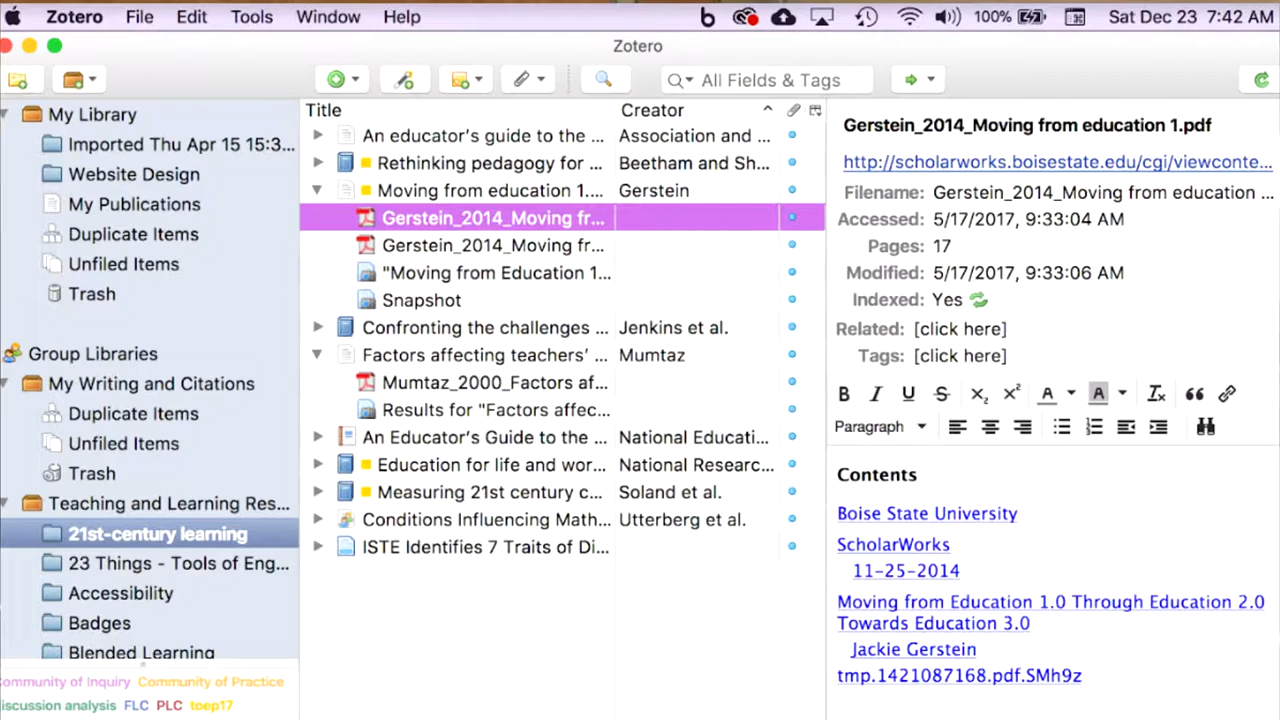 Zotero File Edit Tools Window Help 100% Sat Dec 23 7:42 AM
Zotero
All Fields & Tags
My Library
Imported Thu Apr 15 15:3...
Website Design
My Publications
Duplicate Items
Unfiled Items
Trash
Group Libraries
My Writing and Citations
Duplicate Items
Unfiled Items
Trash
Teaching and Learning Res...
21st-century learning
23 Things - Tools of Eng...
Accessibility
Badges
Blended Learning
ommunity of Inquiry Community of Practice
iscussion analysis FLC PLC toep17
Title Creator
An educator's guide to the ... Association and ...
Rethinking pedagogy for ... Beetham and Sh...
Moving from education 1.... Gerstein
Gerstein_2014_Moving fr...
Gerstein_2014_Moving fr...
"Moving from Education 1...
Snapshot
Confronting the challenges ... Jenkins et al.
Factors affecting teachers' ... Mumtaz
Mumtaz_2000_Factors af...
Results for "Factors affec...
An Educator's Guide to the ... National Educati...
Education for life and wor... National Researc...
Measuring 21st century c... Soland et al.
Conditions Influencing Math... Utterberg et al.
ISTE Identifies 7 Traits of Di...
Gerstein_2014_Moving from education 1.pdf
http://scholarworks.boisestate.edu/cgi/viewconte...
Filename: Gerstein_2014_Moving from education ...
Accessed: 5/17/2017, 9:33:04 AM
Pages: 17
Modified: 5/17/2017, 9:33:06 AM
Indexed: Yes
Related: [click here]
Tags: [click here]
B I U S X2 X2 A A Tx
Paragraph
Contents
Boise State University
ScholarWorks
11-25-2014
Moving from Education 1.0 Through Education 2.0
Towards Education 3.0
Jackie Gerstein
tmp.1421087168.pdf.SMh9z